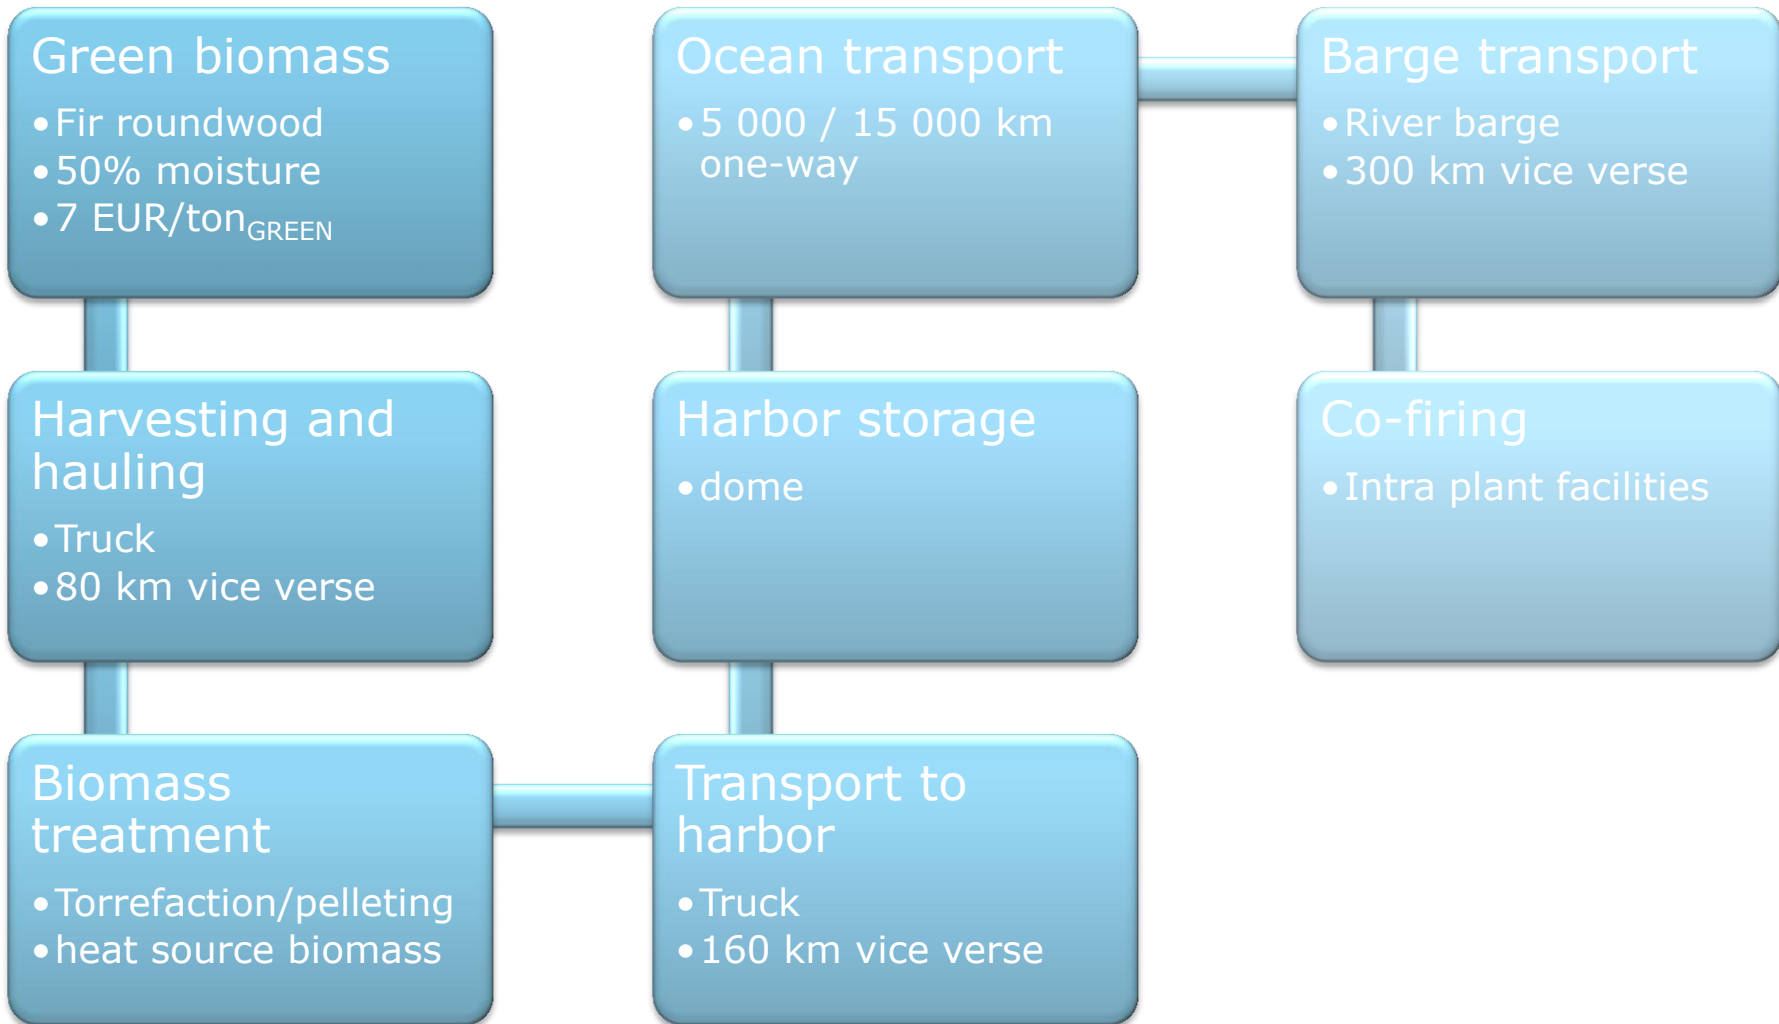 Green biomass
• Fir roundwood
• 50% moisture
• 7 EUR/tonGREEN
Harvesting and
hauling
• Truck
• 80 km vice verse
Biomass
treatment
• Torrefaction/pelleting
• heat source biomass
Transport to
harbor
• Truck
• 160 km vice verse
Harbor storage
• dome
Ocean transport
• 5 000 / 15 000 km
one-way
Barge transport
• River barge
• 300 km vice verse
Co-firing
• Intra plant facilities